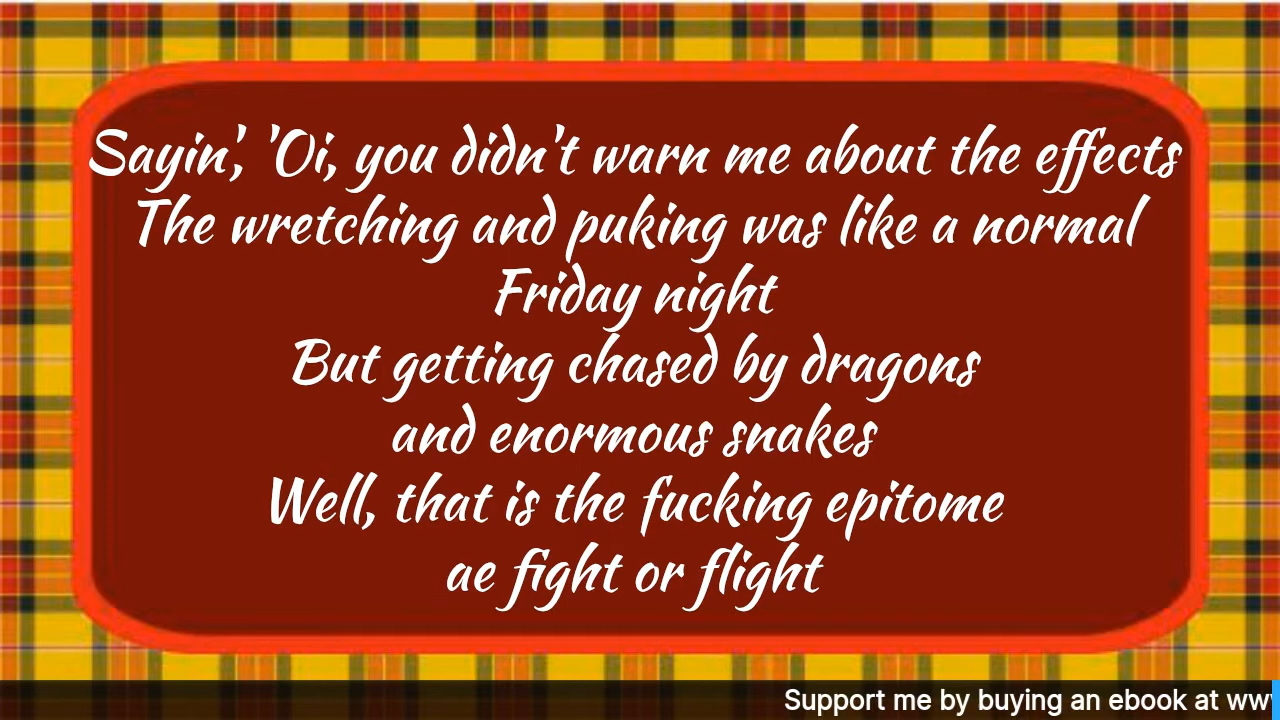 Sayin', 'Oi, you didn't warn me about the effects
The wretching and puking was like a normal
Friday night
But getting chased by dragons
and enormous snakes
Well, that is the fucking epitome
ae fight or flight
Support me by buying an ebook at